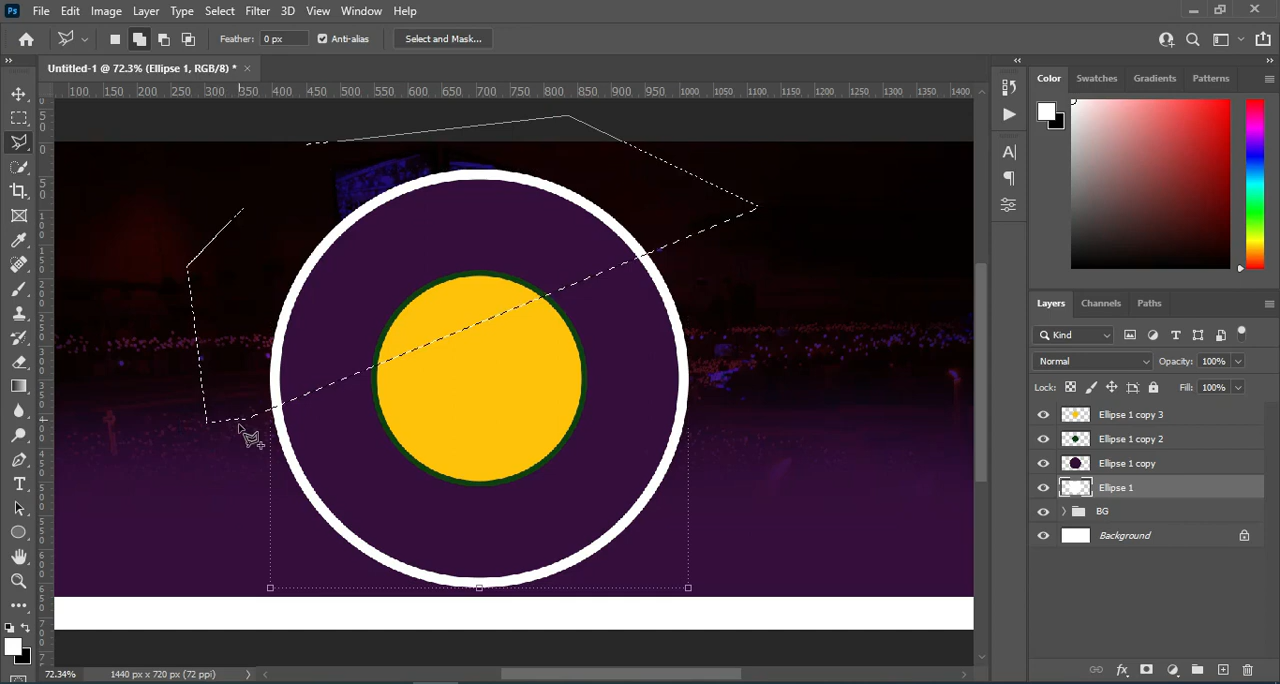 Ps File Edit Image Layer Type Select Filter 3D View Window Help
Feather: 0 px Anti-alias Select and Mask...
Untitled-1 @ 72.3% (Ellipse 1, RGB/8) * ×
100 150 200 250 300 350 400 450 500 550 600 650 700 750 800 850 900 950 1000 1050 1100 1150 1200 1250 1300 1350 1400
Color Swatches Gradients Patterns
Layers Channels Paths
Kind
Normal Opacity: 100%
Lock: Fill: 100%
Ellipse 1 copy 3
Ellipse 1 copy 2
Ellipse 1 copy
Ellipse 1
BG
Background
72.34% 1440 px x 720 px (72 ppi)